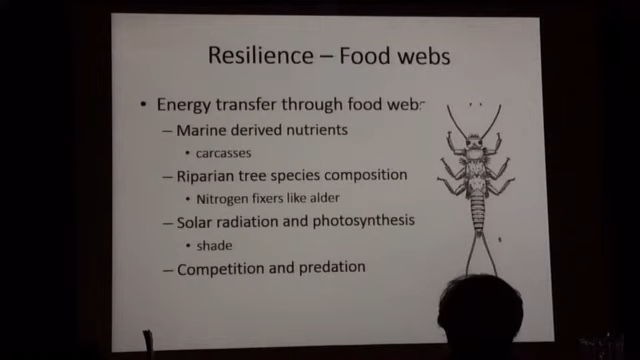 Resilience – Food webs
• Energy transfer through food webs
– Marine derived nutrients
• carcasses
– Riparian tree species composition
• Nitrogen fixers like alder
– Solar radiation and photosynthesis
• shade
– Competition and predation